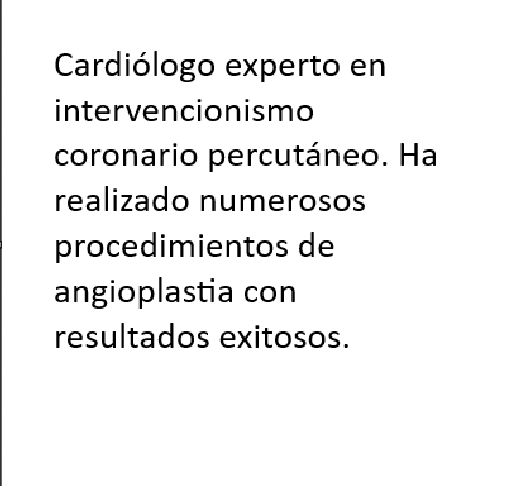 Cardiólogo experto en
intervencionismo
coronario percutáneo. Ha
realizado numerosos
procedimientos de
angioplastia con
resultados exitosos.